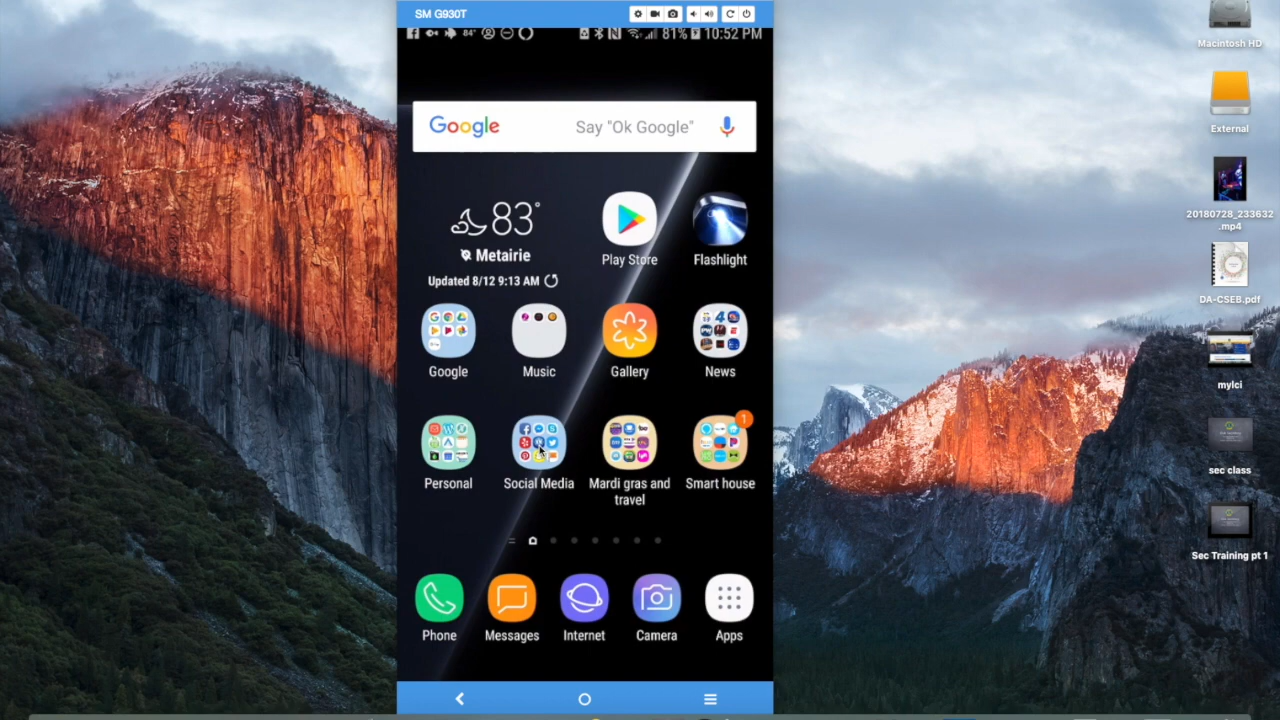 SM G930T
84°
81% 10:52 PM
Google Say "Ok Google"
83°
Metairie
Updated 8/12 9:13 AM
Play Store
Flashlight
Google
Music
Gallery
News
1
Personal
Social Media
Mardi gras and
travel
Smart house
Phone
Messages
Internet
Camera
Apps
Macintosh HD
External
20180728_233632
.mp4
DA-CSEB.pdf
mylci
sec class
Sec Training pt 1